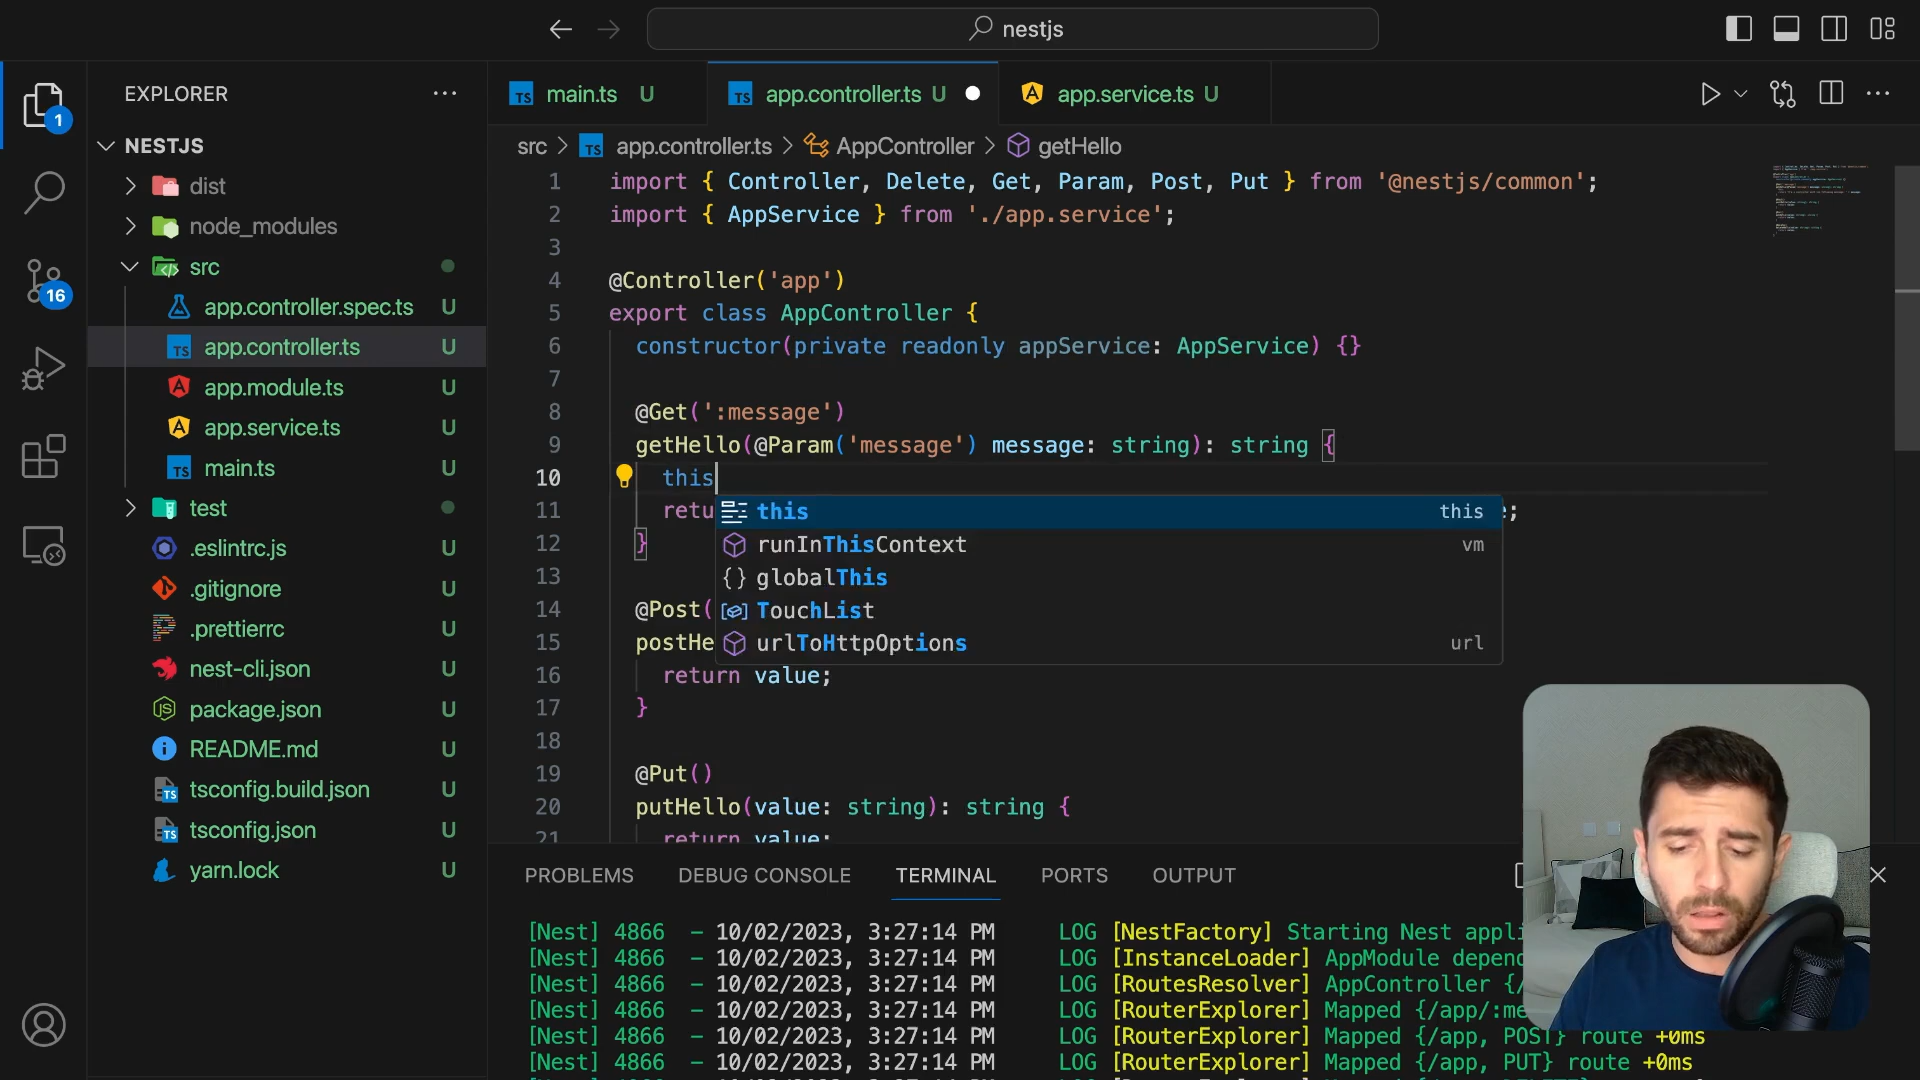 nestjs
EXPLORER
main.ts U
app.controller.ts U
app.service.ts U
1
NESTJS
src > app.controller.ts > AppController > getHello
dist
node_modules
src
app.controller.spec.ts U
app.controller.ts U
app.module.ts U
app.service.ts U
main.ts U
test
.eslintrc.js U
.gitignore U
.prettierrc U
nest-cli.json U
package.json U
README.md U
tsconfig.build.json U
tsconfig.json U
yarn.lock U
16
1 import { Controller, Delete, Get, Param, Post, Put } from '@nestjs/common';
2 import { AppService } from './app.service';
3
4 @Controller('app')
5 export class AppController {
6 constructor(private readonly appService: AppService) {}
7
8 @Get(':message')
9 getHello(@Param('message') message: string): string {
10 this
11 retu
12 }
13
14 @Post(
15 postHe
16 return value;
17 }
18
19 @Put()
20 putHello(value: string): string {
21 return value;
this this
runInThisContext vm
globalThis
TouchList
urlToHttpOptions url
PROBLEMS DEBUG CONSOLE TERMINAL PORTS OUTPUT
[Nest] 4866 - 10/02/2023, 3:27:14 PM LOG [NestFactory] Starting Nest appli
[Nest] 4866 - 10/02/2023, 3:27:14 PM LOG [InstanceLoader] AppModule depend
[Nest] 4866 - 10/02/2023, 3:27:14 PM LOG [RoutesResolver] AppController {/
[Nest] 4866 - 10/02/2023, 3:27:14 PM LOG [RouterExplorer] Mapped {/app/:me
[Nest] 4866 - 10/02/2023, 3:27:14 PM LOG [RouterExplorer] Mapped {/app, POST} route +0ms
[Nest] 4866 - 10/02/2023, 3:27:14 PM LOG [RouterExplorer] Mapped {/app, PUT} route +0ms